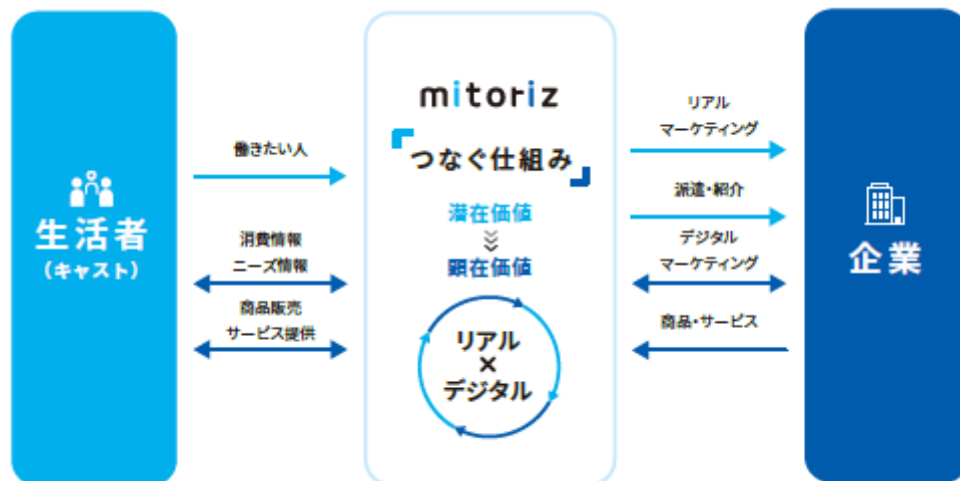 生活者
（キャスト）
働きたい人
消費情報
ニーズ情報
商品販売
サービス提供
mitoriz
「つなぐ仕組み」
潜在価値
顕在価値
リアル
×
デジタル
リアル
マーケティング
派遣・紹介
デジタル
マーケティング
商品・サービス
企業